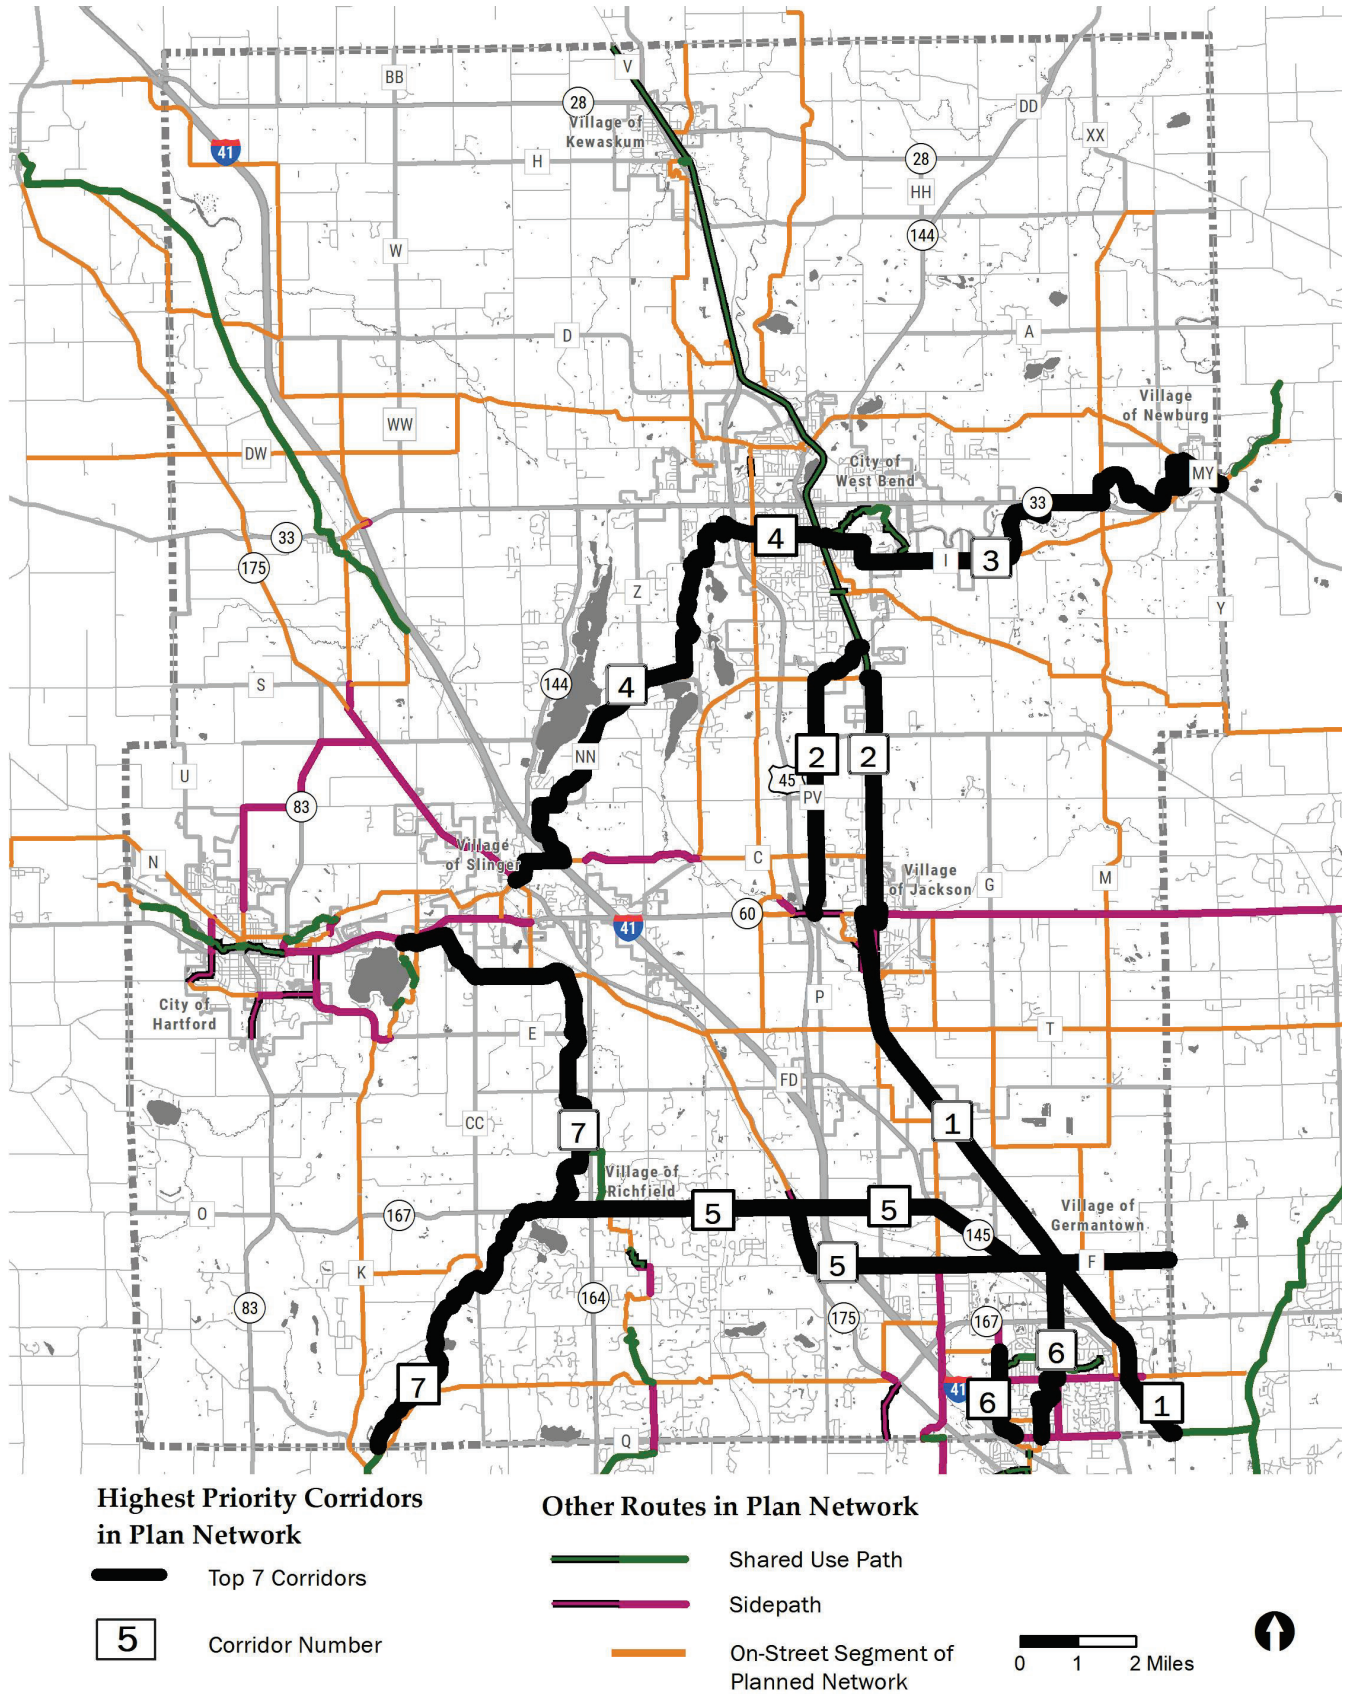 V
BB
28
DD
Village of
Kewaskum
XX
41
H
28
HH
144
W
D
A
Village
of Newburg
WW
DW
City of
West Bend
MY
33
33
4
175
I
3
Z
Y
S
144
4
NN
2
2
U
45
PV
83
Village
of Slinger
N
C
Village
of Jackson
G
M
60
41
City of
Hartford
P
E
T
FD
CC
7
1
Village of
Richfield
Village of
Germantown
O
167
5
5
145
5
F
K
83
164
175
167
6
7
41
6
1
Q
Highest Priority Corridors
in Plan Network
Top 7 Corridors
5
Corridor Number
Other Routes in Plan Network
Shared Use Path
Sidepath
On-Street Segment of
Planned Network
0 1 2 Miles